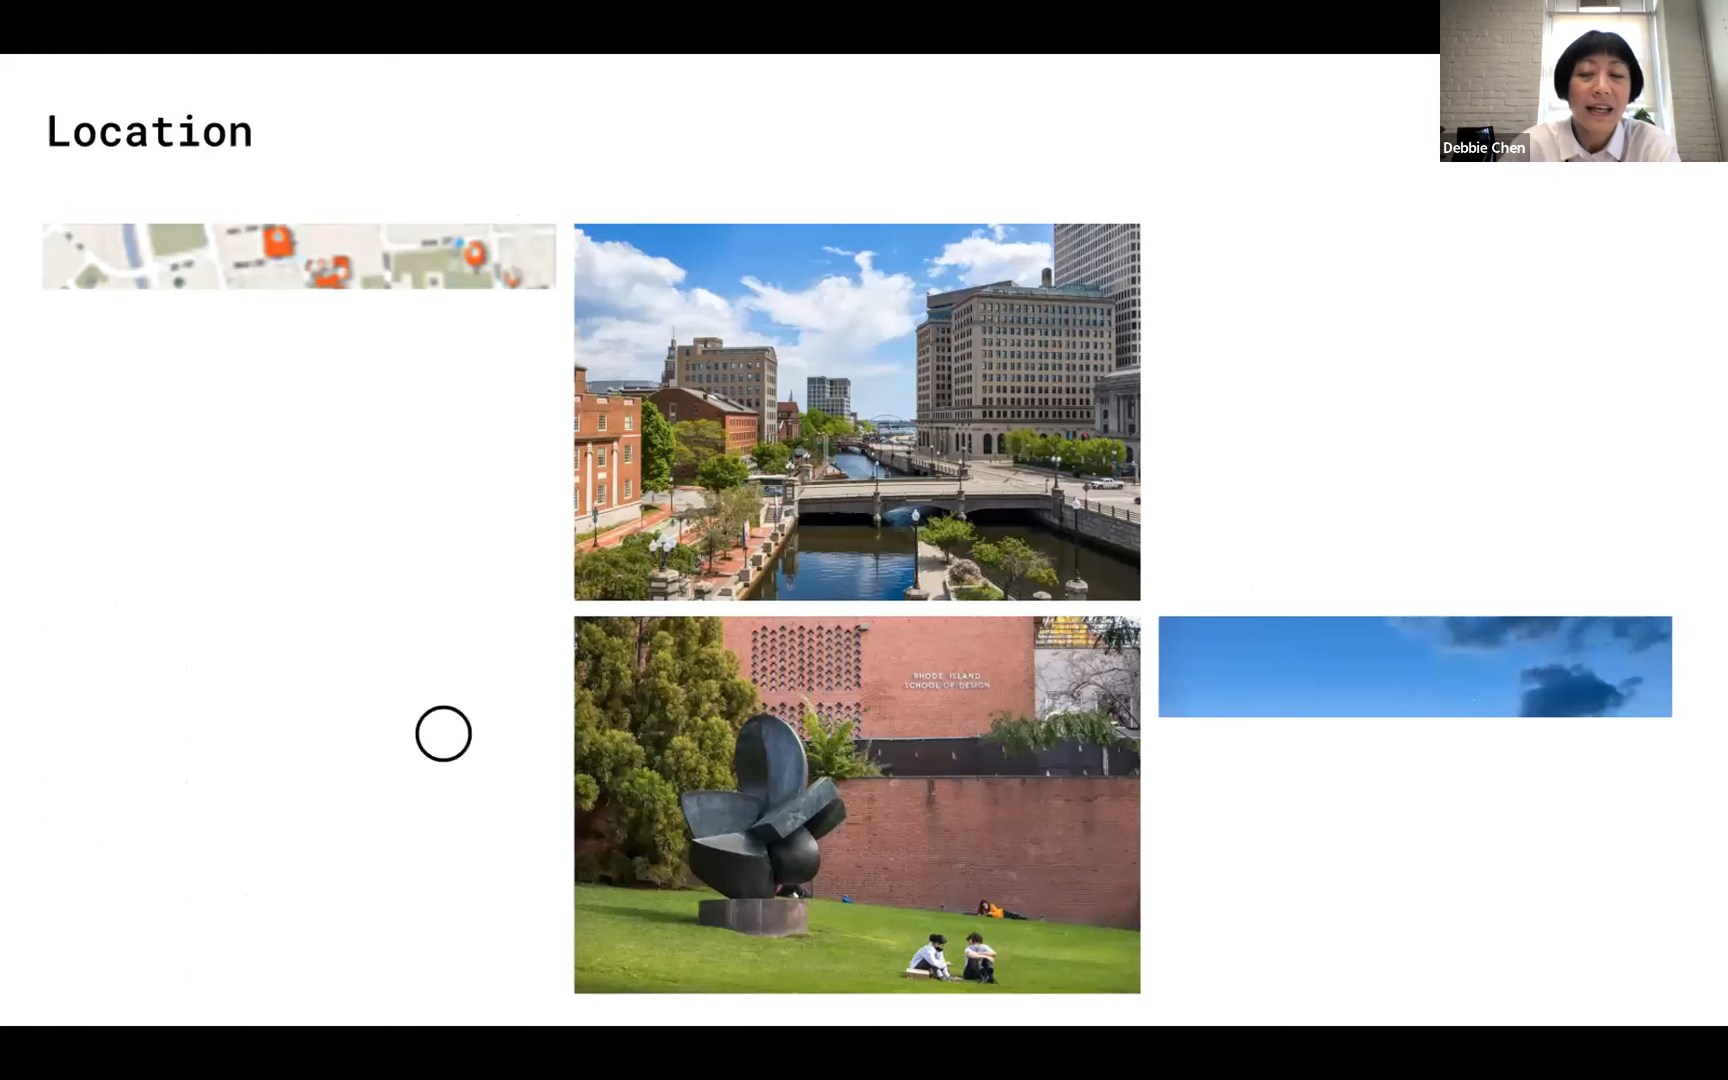 Location
Debbie Chen
RHODE ISLAND
SCHOOL OF DESIGN